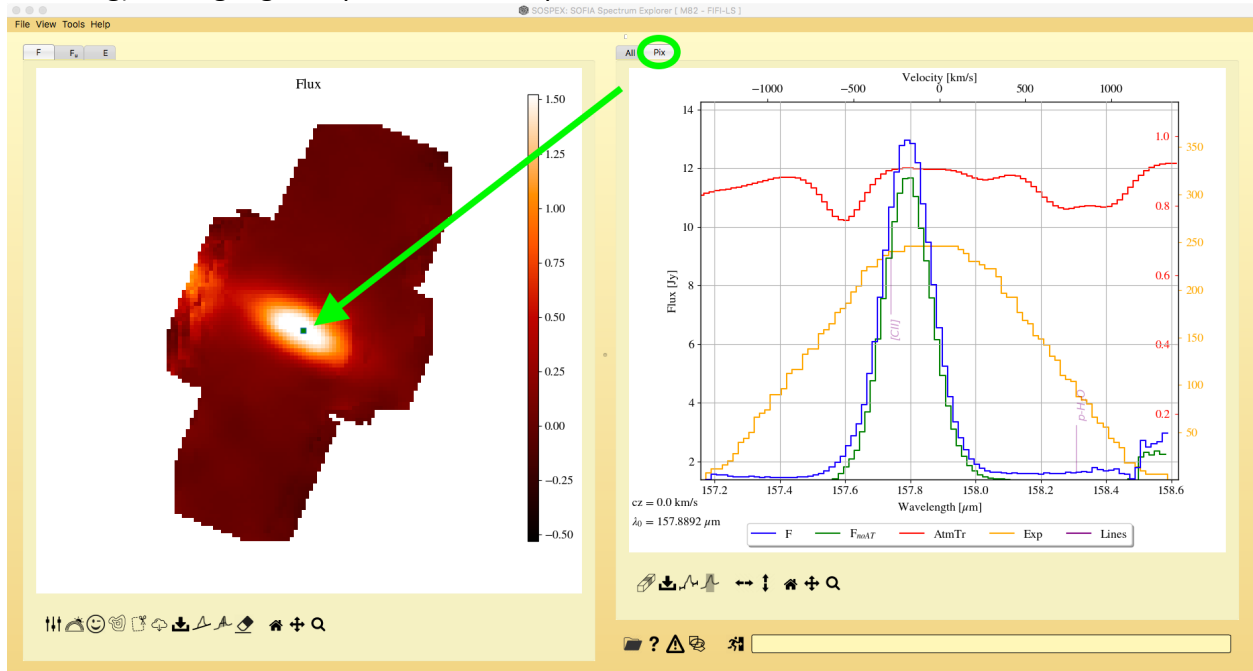 SOSPEX: SOFIA Spectrum Explorer [ M82 - FIFI-LS ]
File View Tools Help
F Fᵤ E
All Pix
Flux
1.50
1.25
1.00
0.75
0.50
0.25
0.00
−0.25
−0.50
Velocity [km/s]
−1000 −500 0 500 1000
14
12
10
8
6
4
2
Flux [Jy]
1.0
0.8
0.6
0.4
0.2
350
300
250
200
150
100
50
[CII]
157.2 157.4 157.6 157.8 158.0 158.2 158.4 158.6
Wavelength [μm]
cz = 0.0 km/s
λ₀ = 157.8892 μm
F FnoAT AtmTr Exp Lines